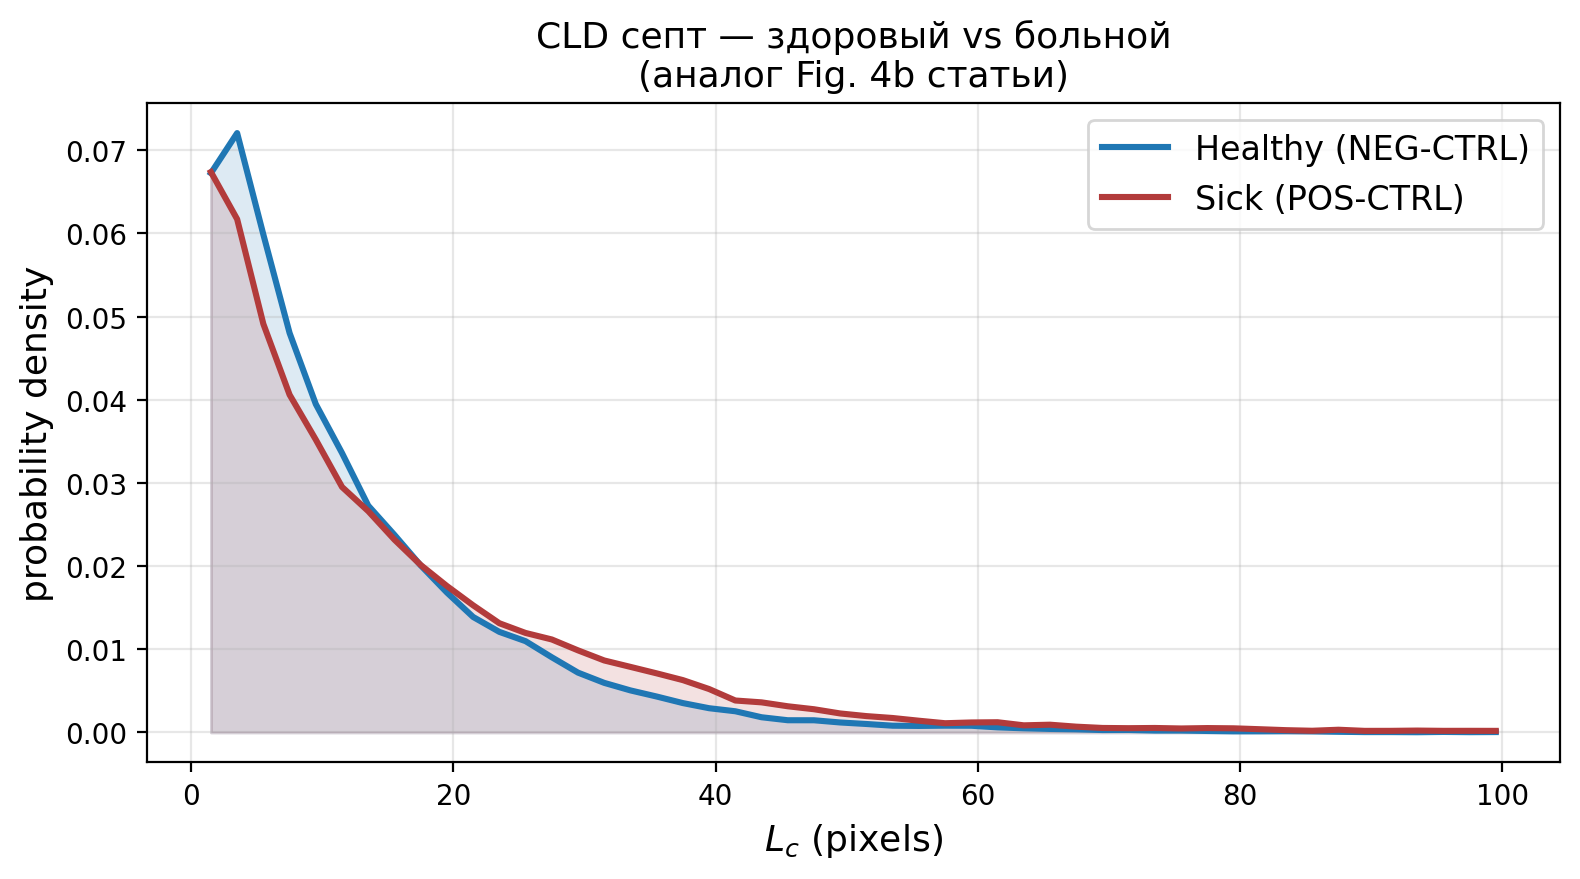 CLD септ — здоровый vs больной
(аналог Fig. 4b статьи)
Healthy (NEG-CTRL)
Sick (POS-CTRL)
probability density
0.07
0.06
0.05
0.04
0.03
0.02
0.01
0.00
0 20 40 60 80 100
L_c (pixels)